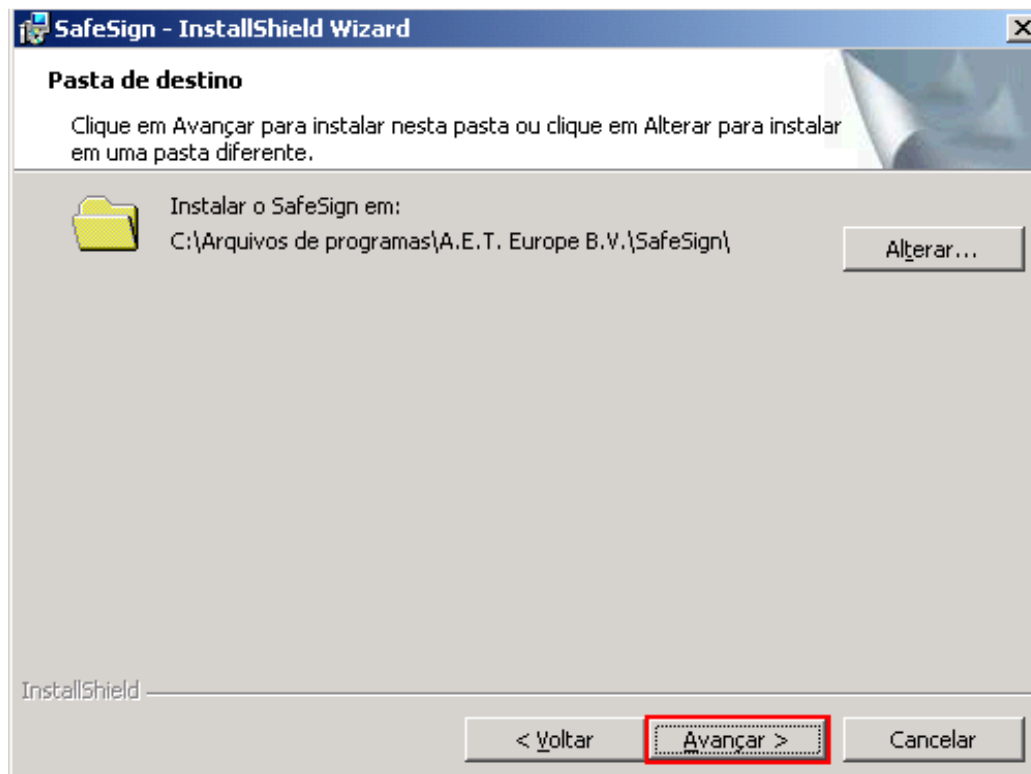 SafeSign - InstallShield Wizard
Pasta de destino
Clique em Avançar para instalar nesta pasta ou clique em Alterar para instalar
em uma pasta diferente.
Instalar o SafeSign em:
C:\Arquivos de programas\A.E.T. Europe B.V.\SafeSign\
Alterar...
InstallShield
< Voltar
Avançar >
Cancelar